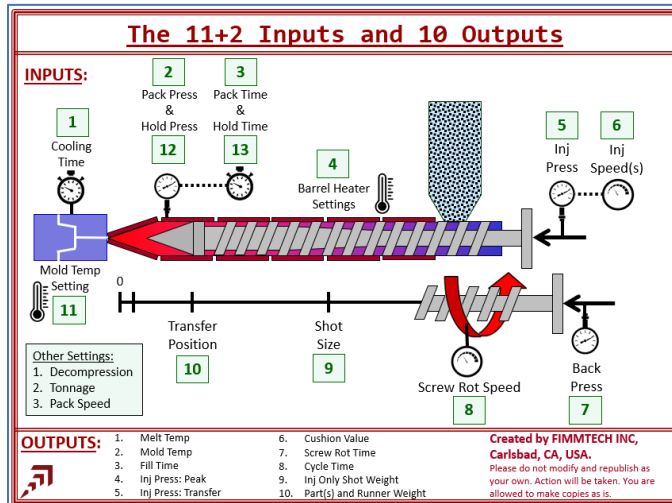 The 11+2 Inputs and 10 Outputs
INPUTS:
1
Cooling
Time
2
Pack Press
&
Hold Press
12
3
Pack Time
&
Hold Time
13
4
Barrel Heater
Settings
5
Inj
Press
6
Inj
Speed(s)
Mold Temp
Setting
11
0
Transfer
Position
10
Shot
Size
9
Screw Rot Speed
8
Back
Press
7
Other Settings:
1. Decompression
2. Tonnage
3. Pack Speed
OUTPUTS:
1. Melt Temp
2. Mold Temp
3. Fill Time
4. Inj Press: Peak
5. Inj Press: Transfer
6. Cushion Value
7. Screw Rot Time
8. Cycle Time
9. Inj Only Shot Weight
10. Part(s) and Runner Weight
Created by FIMMTECH INC,
Carlsbad, CA, USA.
Please do not modify and republish as
your own. Action will be taken. You are
allowed to make copies as is.